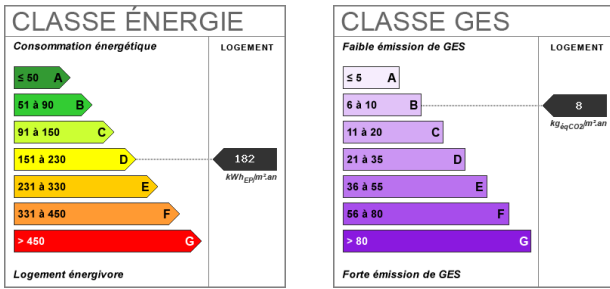 CLASSE ÉNERGIE
Consommation énergétique
LOGEMENT
≤ 50 A
51 à 90 B
91 à 150 C
151 à 230 D
182
kWhEP/m².an
231 à 330 E
331 à 450 F
> 450 G
Logement énergivore
CLASSE GES
Faible émission de GES
LOGEMENT
≤ 5 A
6 à 10 B
8
kgéqCO2/m².an
11 à 20 C
21 à 35 D
36 à 55 E
56 à 80 F
> 80 G
Forte émission de GES